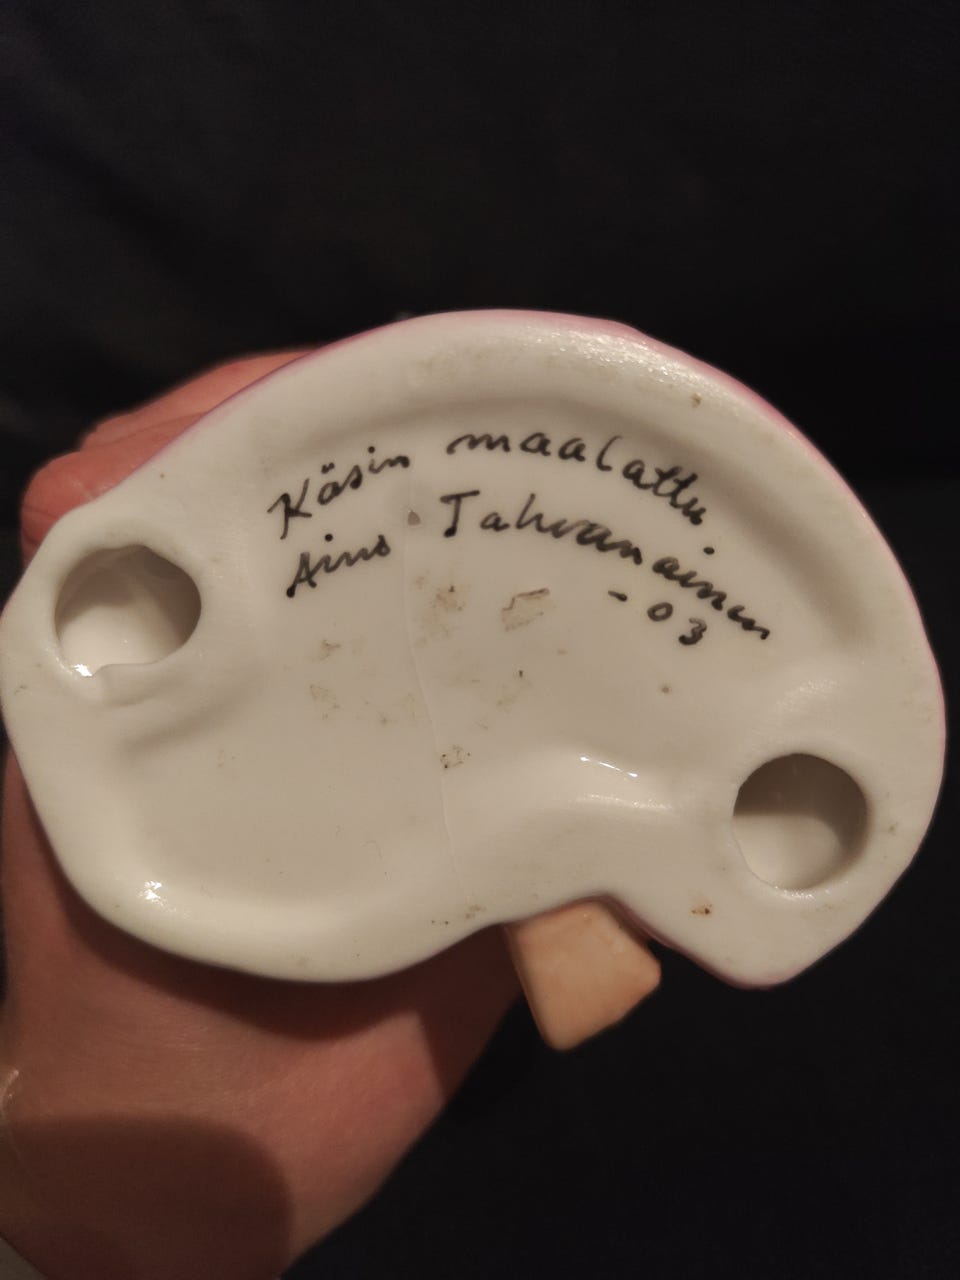 Käsin maalattu
Aino Tahvanainen
-03